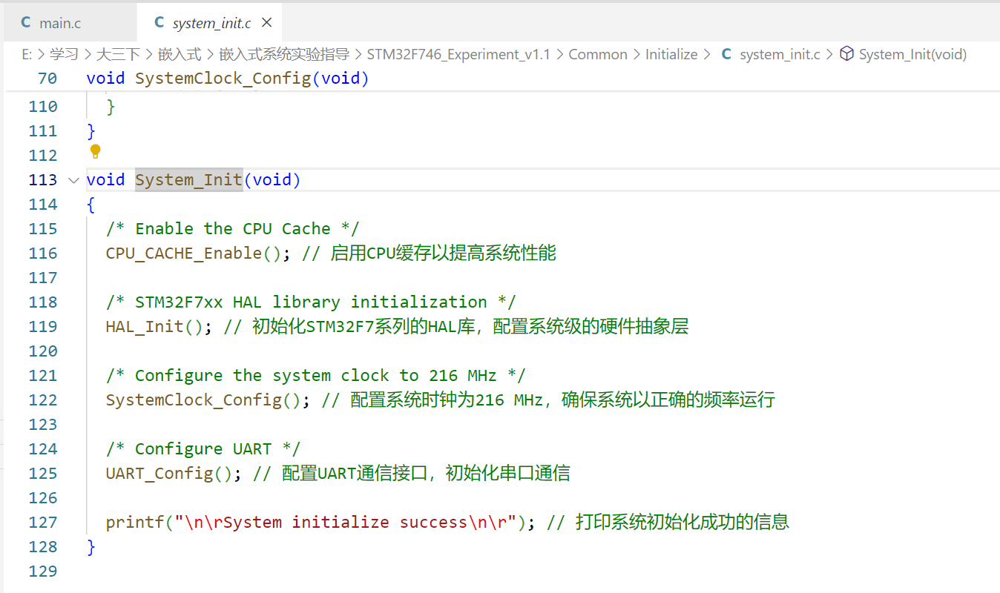 C main.c C system_init.c ×
E: > 学习 > 大三下 > 嵌入式 > 嵌入式系统实验指导 > STM32F746_Experiment_v1.1 > Common > Initialize > C system_init.c > System_Init(void)
70 void SystemClock_Config(void)
110 }
111 }
112
113 void System_Init(void)
114 {
115 /* Enable the CPU Cache */
116 CPU_CACHE_Enable(); // 启用CPU缓存以提高系统性能
117
118 /* STM32F7xx HAL library initialization */
119 HAL_Init(); // 初始化STM32F7系列的HAL库，配置系统级的硬件抽象层
120
121 /* Configure the system clock to 216 MHz */
122 SystemClock_Config(); // 配置系统时钟为216 MHz，确保系统以正确的频率运行
123
124 /* Configure UART */
125 UART_Config(); // 配置UART通信接口，初始化串口通信
126
127 printf("\n\rSystem initialize success\n\r"); // 打印系统初始化成功的信息
128 }
129